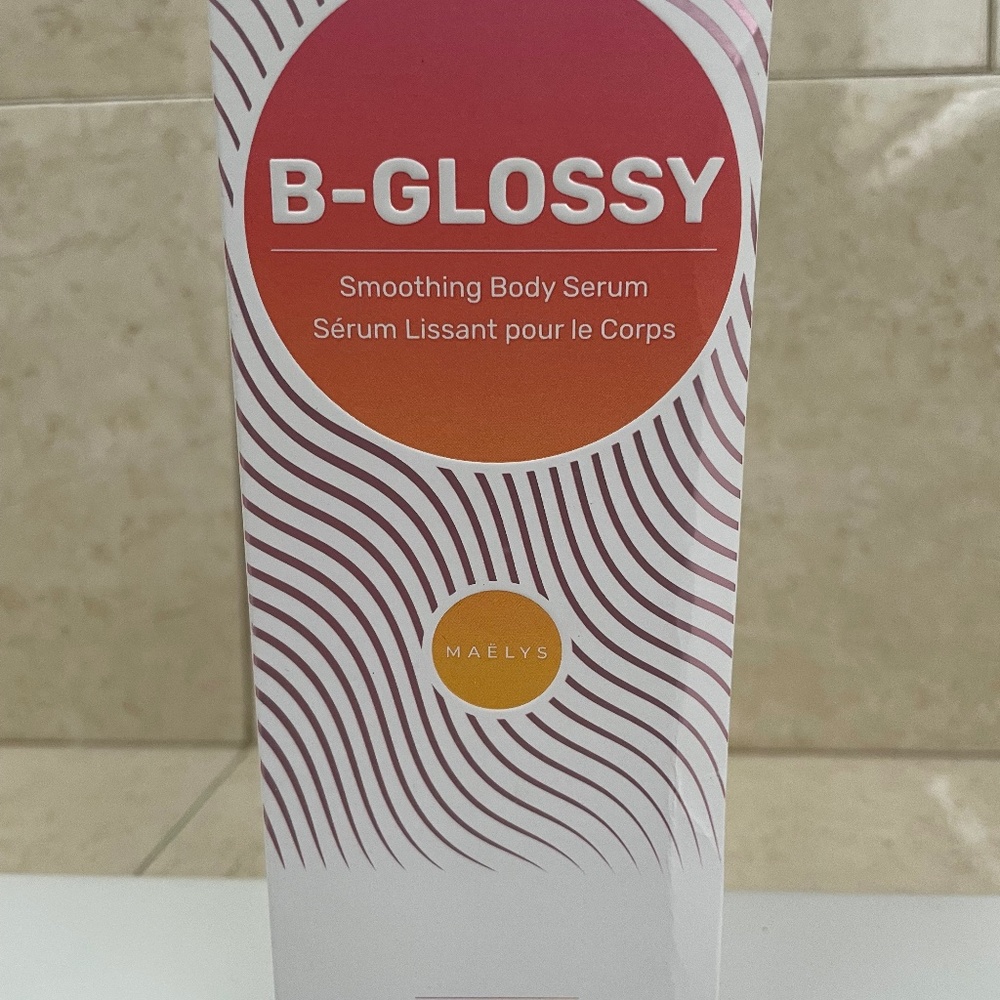 B-GLOSSY
Smoothing Body Serum
Sérum Lissant pour le Corps
MAËLYS